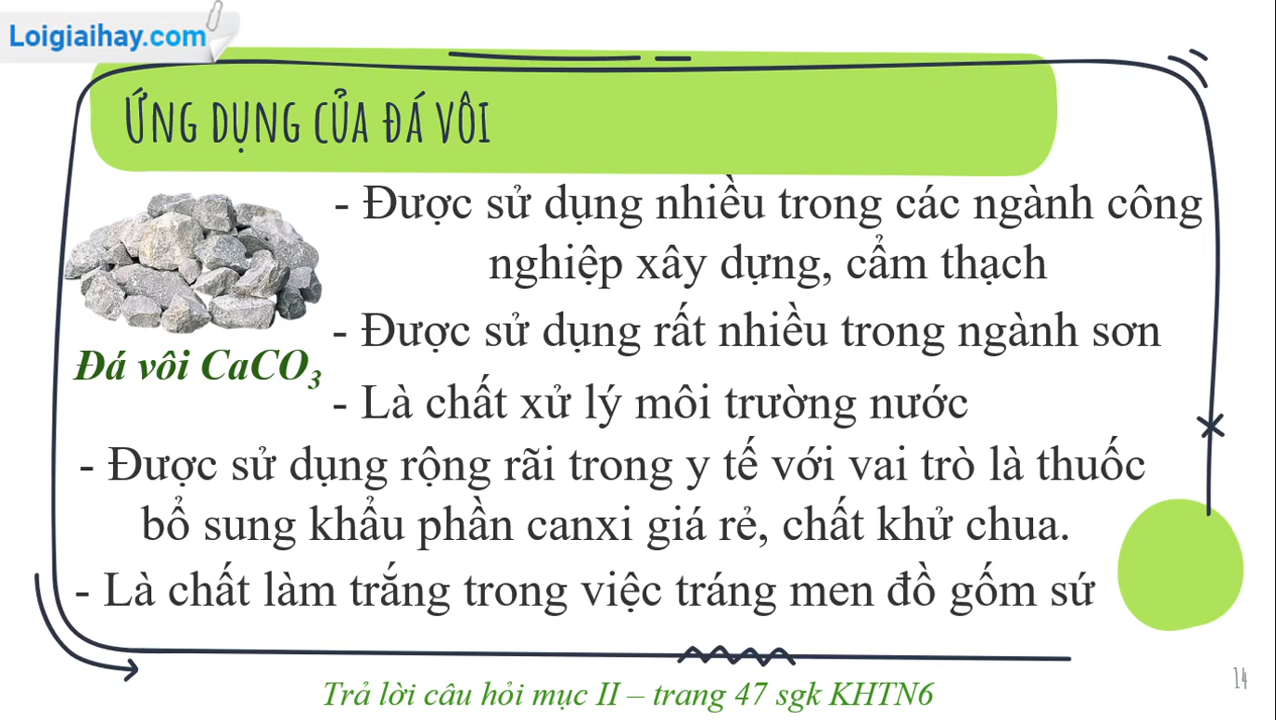 Loigiaihay.com
Ứng dụng của đá vôi
- Được sử dụng nhiều trong các ngành công
nghiệp xây dựng, cẩm thạch
- Được sử dụng rất nhiều trong ngành sơn
Đá vôi CaCO₃
- Là chất xử lý môi trường nước
- Được sử dụng rộng rãi trong y tế với vai trò là thuốc
bổ sung khẩu phần canxi giá rẻ, chất khử chua.
- Là chất làm trắng trong việc tráng men đồ gốm sứ
Trả lời câu hỏi mục II – trang 47 sgk KHTN6
14